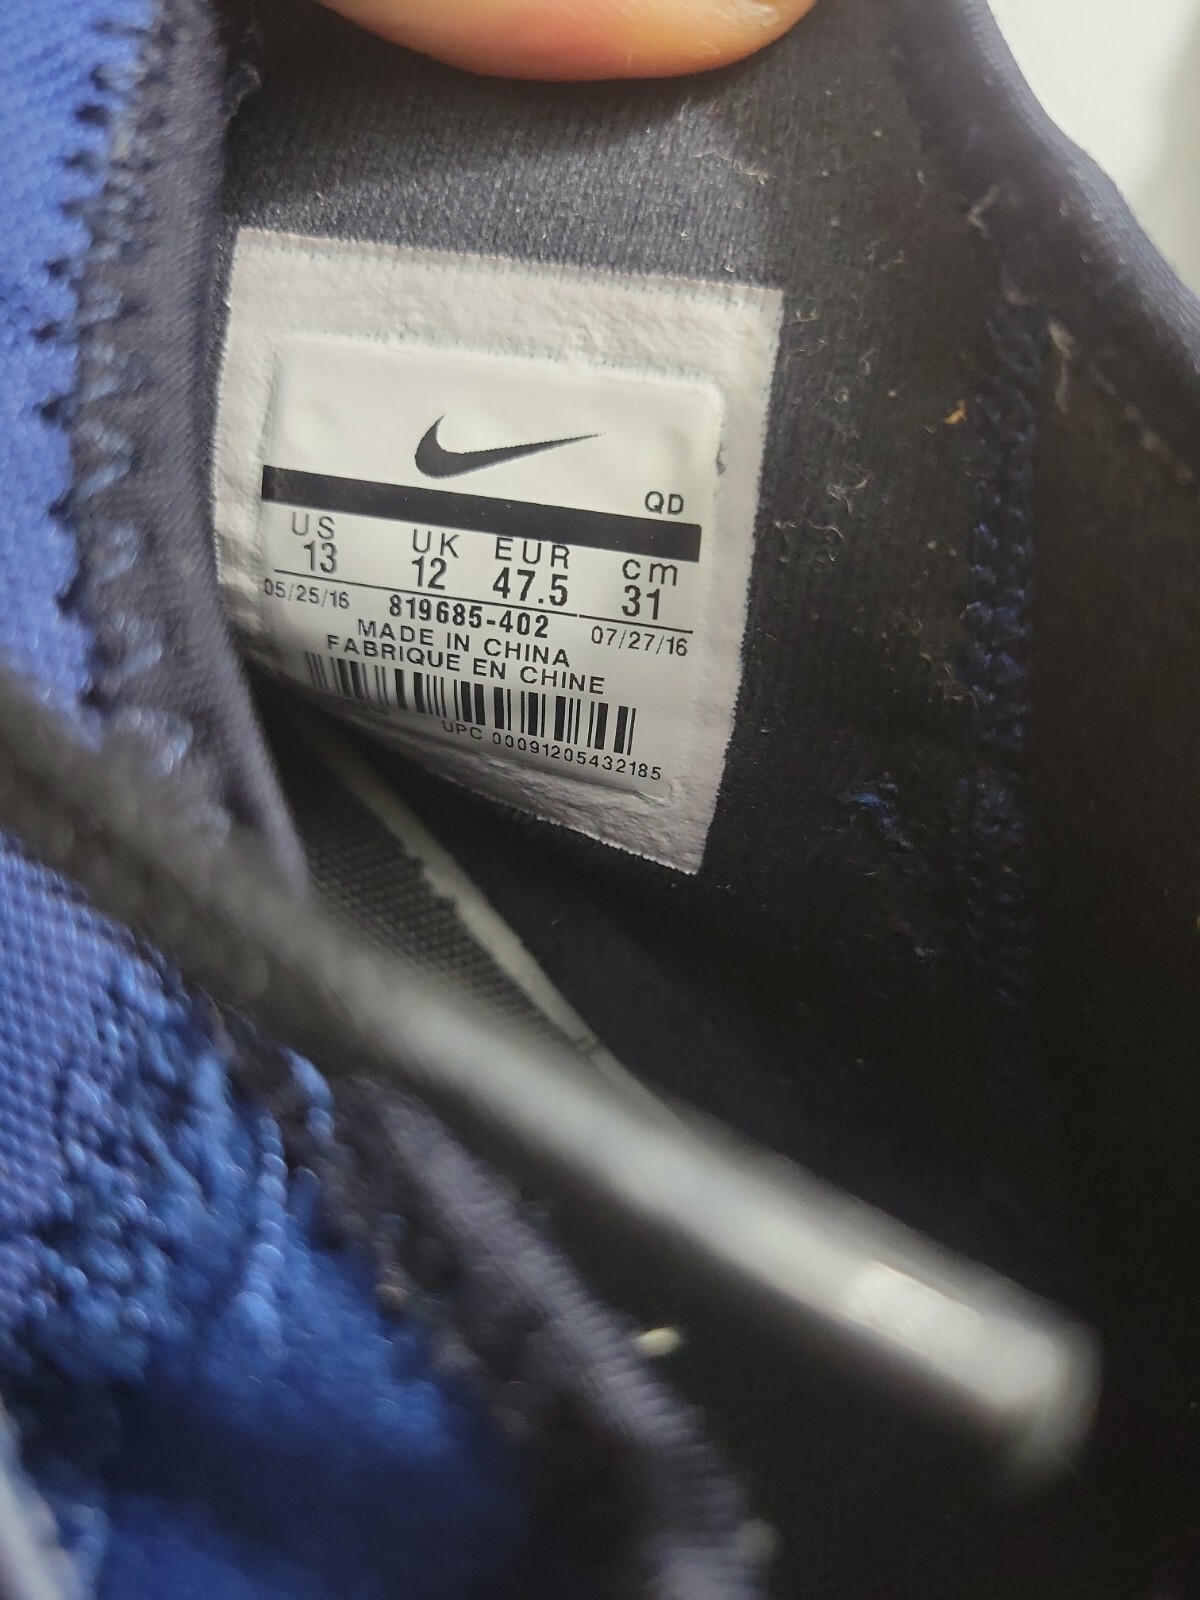 QD
US UK EUR cm
13 12 47.5 31
05/25/16 819685-402 07/27/16
MADE IN CHINA
FABRIQUE EN CHINE
UPC 00091205432185